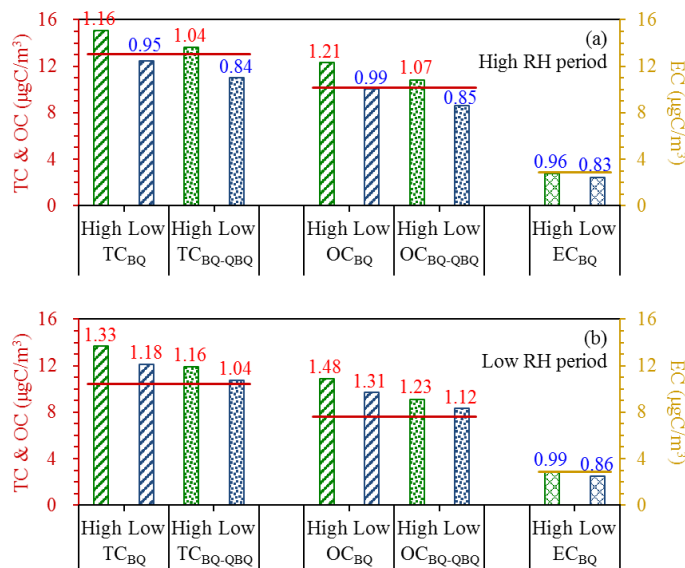 16 1.16 (a) 16
0.95 1.04 High RH period
12 0.84 1.21 0.99 1.07 12
8 0.85 8
4 0.96 0.83 4
0 0
TC & OC (µgC/m³)
EC (µgC/m³)
High Low High Low High Low High Low High Low
TCBQ TCBQ-QBQ OCBQ OCBQ-QBQ ECBQ
16 (b) 16
1.33 1.18 1.16 1.04 1.48 1.31 1.23 1.12 Low RH period
12 12
8 8
4 0.99 0.86 4
0 0
TC & OC (µgC/m³)
EC (µgC/m³)
High Low High Low High Low High Low High Low
TCBQ TCBQ-QBQ OCBQ OCBQ-QBQ ECBQ